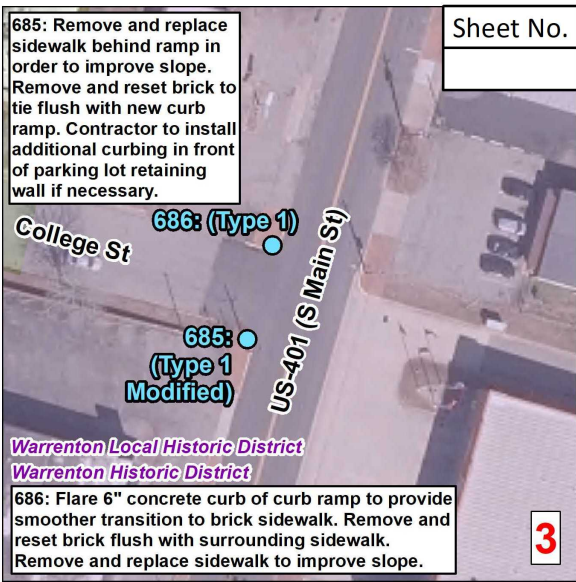 685: Remove and replace
sidewalk behind ramp in
order to improve slope.
Remove and reset brick to
tie flush with new curb
ramp. Contractor to install
additional curbing in front
of parking lot retaining
wall if necessary.
Sheet No.
686: (Type 1)
College St
US-401 (S Main St)
685:
(Type 1
Modified)
Warrenton Local Historic District
Warrenton Historic District
686: Flare 6" concrete curb of curb ramp to provide
smoother transition to brick sidewalk. Remove and
reset brick flush with surrounding sidewalk.
Remove and replace sidewalk to improve slope.
3